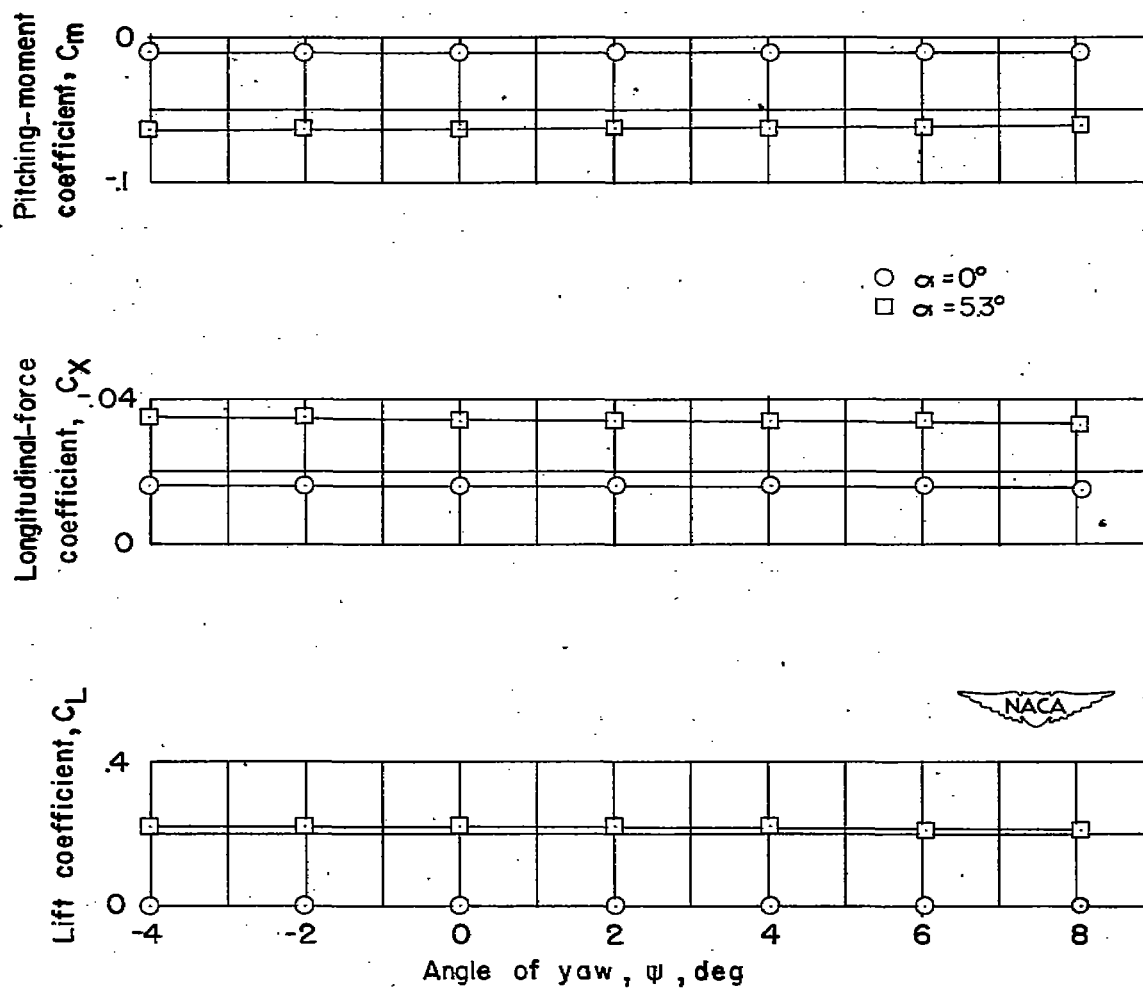 Pitching-moment
coefficient, Cm
0
-.1
α = 0°
α = 5.3°
Longitudinal-force
coefficient, CX
-.04
0
NACA
Lift coefficient, CL
.4
0
-4 -2 0 2 4 6 8
Angle of yaw, ψ, deg